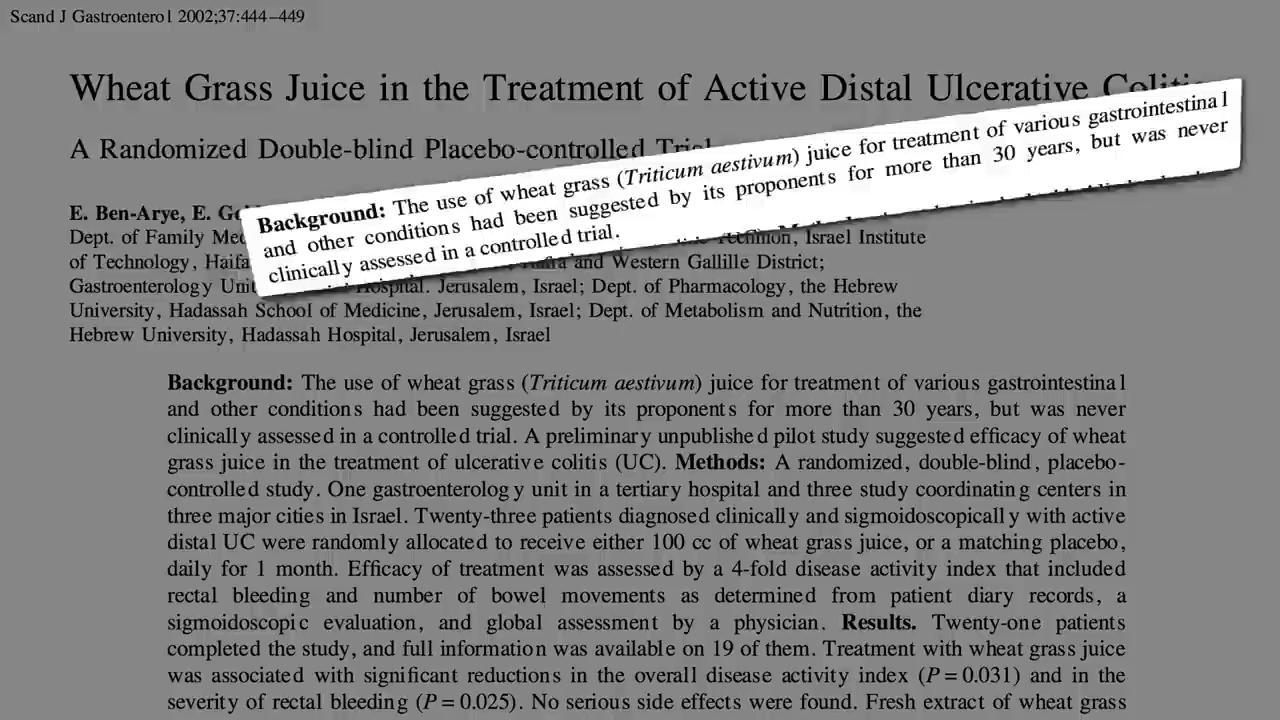 Scand J Gastroenterol 2002;37:444–449
Wheat Grass Juice in the Treatment of Active Distal Ulcerative Colitis
A Randomized Double-blind Placebo-controlled Trial
Background: The use of wheat grass (Triticum aestivum) juice for treatment of various gastrointestinal
and other conditions had been suggested by its proponents for more than 30 years, but was never
clinically assessed in a controlled trial.
E. Ben-Arye, E.
Dept. of Family , Israel Institute
of Technology, Haifa and Western Gallille District;
Gastroenterology Hospital. Jerusalem, Israel; Dept. of Pharmacology, the Hebrew
University, Hadassah School of Medicine, Jerusalem, Israel; Dept. of Metabolism and Nutrition, the
Hebrew University, Hadassah Hospital, Jerusalem, Israel
Background: The use of wheat grass (Triticum aestivum) juice for treatment of various gastrointestinal
and other conditions had been suggested by its proponents for more than 30 years, but was never
clinically assessed in a controlled trial. A preliminary unpublished pilot study suggested efficacy of wheat
grass juice in the treatment of ulcerative colitis (UC). Methods: A randomized, double-blind, placebo-
controlled study. One gastroenterology unit in a tertiary hospital and three study coordinating centers in
three major cities in Israel. Twenty-three patients diagnosed clinically and sigmoidoscopically with active
distal UC were randomly allocated to receive either 100 cc of wheat grass juice, or a matching placebo,
daily for 1 month. Efficacy of treatment was assessed by a 4-fold disease activity index that included
rectal bleeding and number of bowel movements as determined from patient diary records, a
sigmoidoscopic evaluation, and global assessment by a physician. Results. Twenty-one patients
completed the study, and full information was available on 19 of them. Treatment with wheat grass juice
was associated with significant reductions in the overall disease activity index (P = 0.031) and in the
severity of rectal bleeding (P = 0.025). No serious side effects were found. Fresh extract of wheat grass